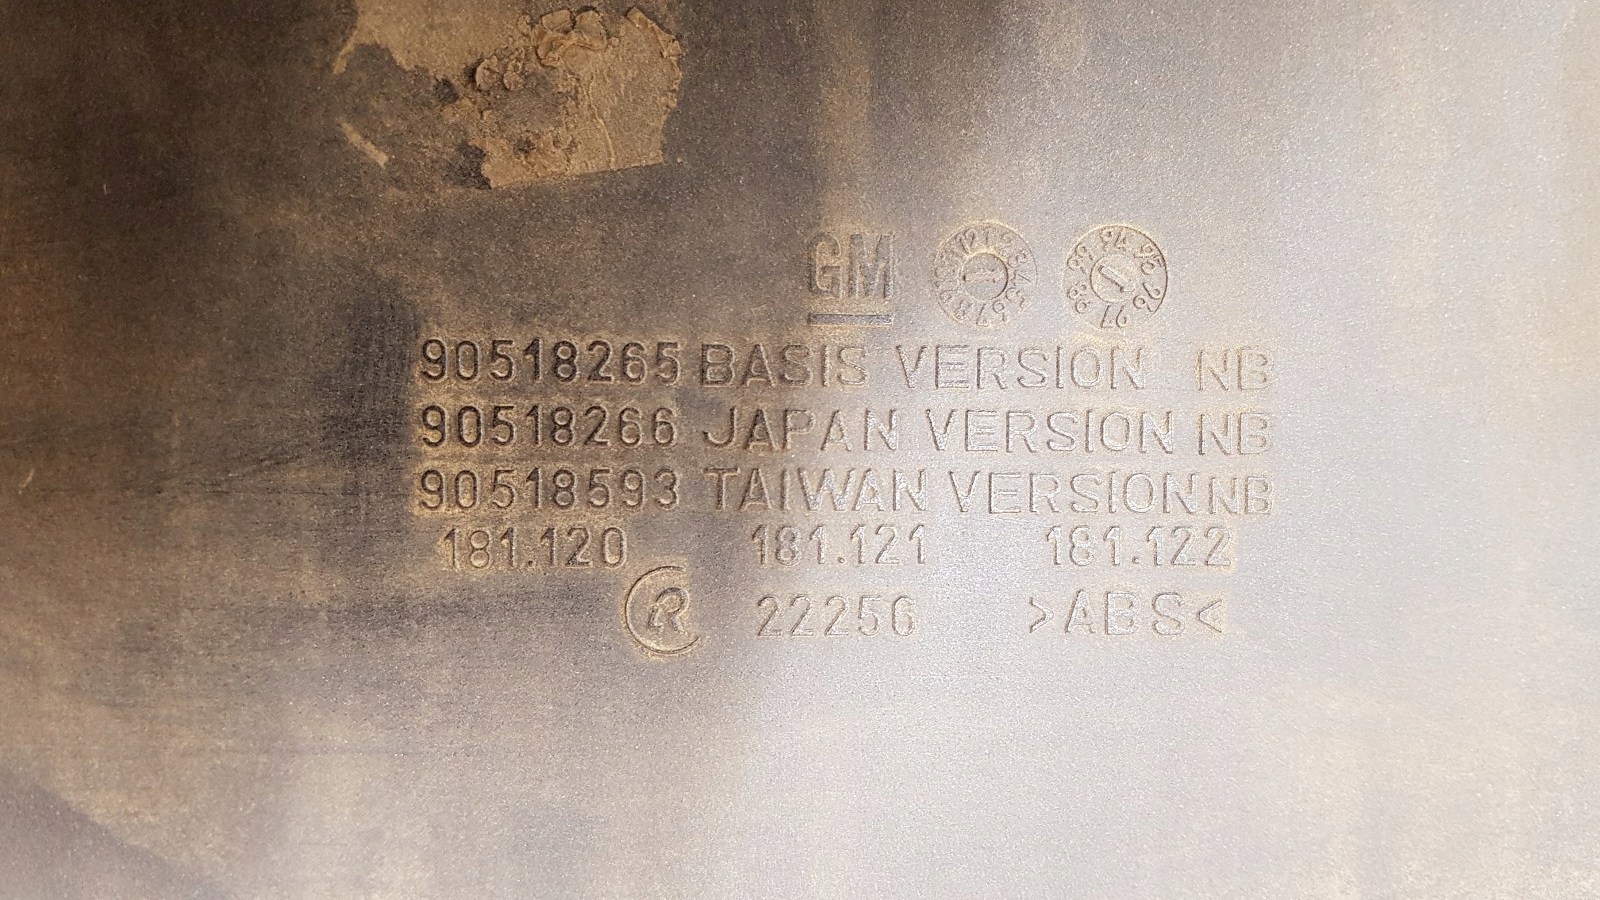 GM
90518265 BASIS VERSION NB
90518266 JAPAN VERSION NB
90518593 TAIWAN VERSION NB
181.120 181.121 181.122
R 22256 >ABS<